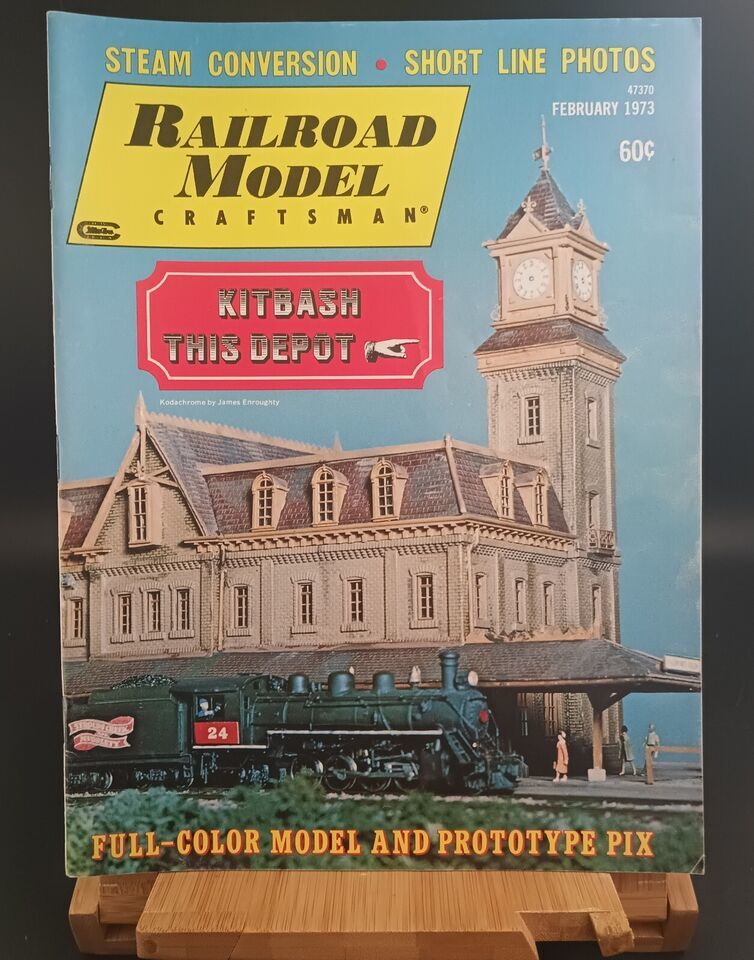 STEAM CONVERSION • SHORT LINE PHOTOS
47370
FEBRUARY 1973
60¢
RAILROAD
MODEL
CRAFTSMAN®
KITBASH
THIS DEPOT
Kodachrome by James Enroughty
24
FULL-COLOR MODEL AND PROTOTYPE PIX